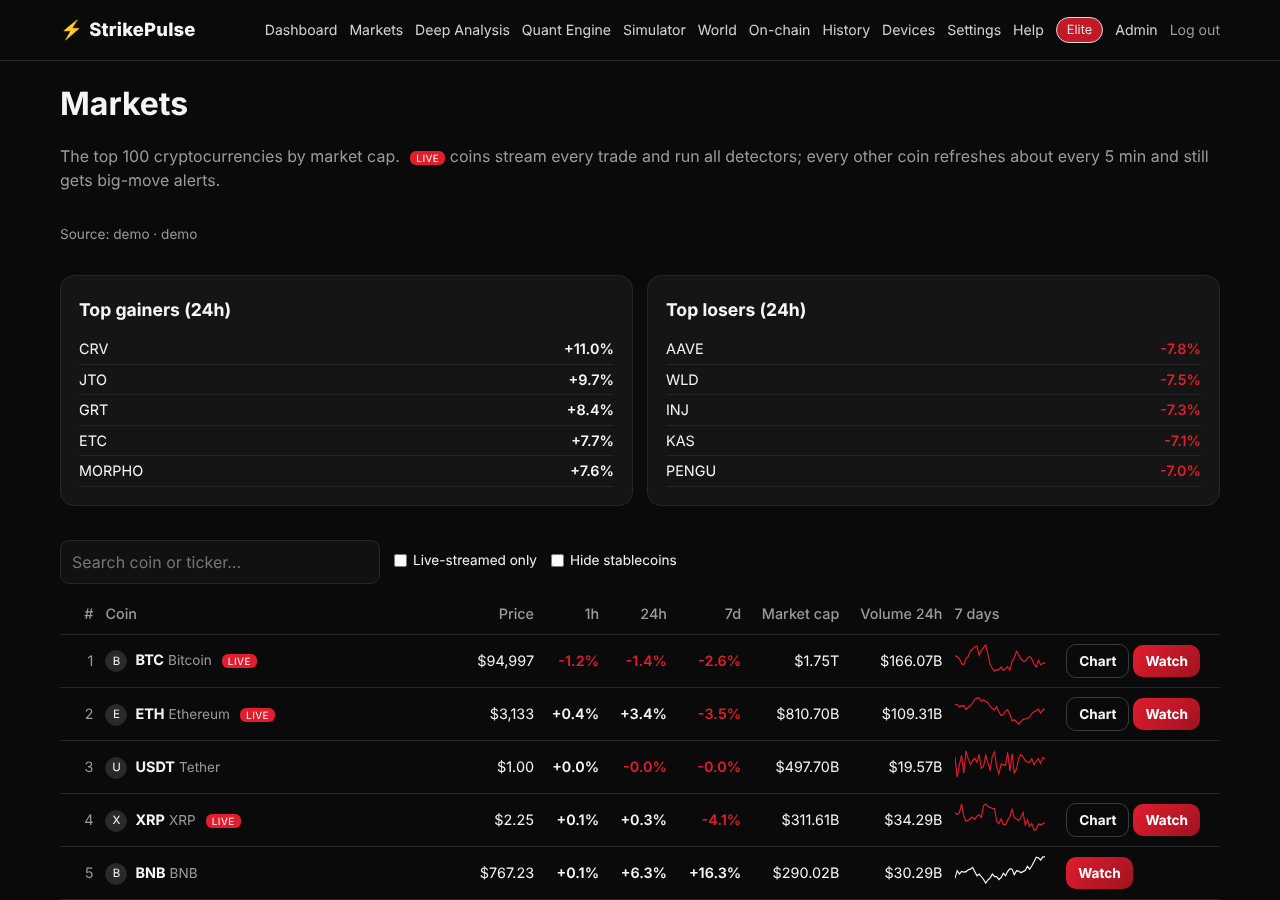 ⚡ StrikePulse
Dashboard Markets Deep Analysis Quant Engine Simulator World On-chain History Devices Settings Help Elite Admin Log out
Markets
The top 100 cryptocurrencies by market cap. LIVE coins stream every trade and run all detectors; every other coin refreshes about every 5 min and still
gets big-move alerts.
Source: demo · demo
Top gainers (24h)
CRV +11.0%
JTO +9.7%
GRT +8.4%
ETC +7.7%
MORPHO +7.6%
Top losers (24h)
AAVE -7.8%
WLD -7.5%
INJ -7.3%
KAS -7.1%
PENGU -7.0%
Search coin or ticker...
Live-streamed only
Hide stablecoins
# Coin Price 1h 24h 7d Market cap Volume 24h 7 days
1 B BTC Bitcoin LIVE $94,997 -1.2% -1.4% -2.6% $1.75T $166.07B Chart Watch
2 E ETH Ethereum LIVE $3,133 +0.4% +3.4% -3.5% $810.70B $109.31B Chart Watch
3 U USDT Tether $1.00 +0.0% -0.0% -0.0% $497.70B $19.57B
4 X XRP XRP LIVE $2.25 +0.1% +0.3% -4.1% $311.61B $34.29B Chart Watch
5 B BNB BNB $767.23 +0.1% +6.3% +16.3% $290.02B $30.29B Watch